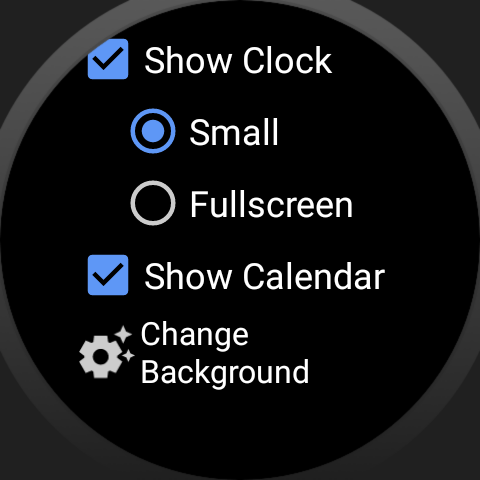 Show Clock
Small
Fullscreen
Show Calendar
Change
Background